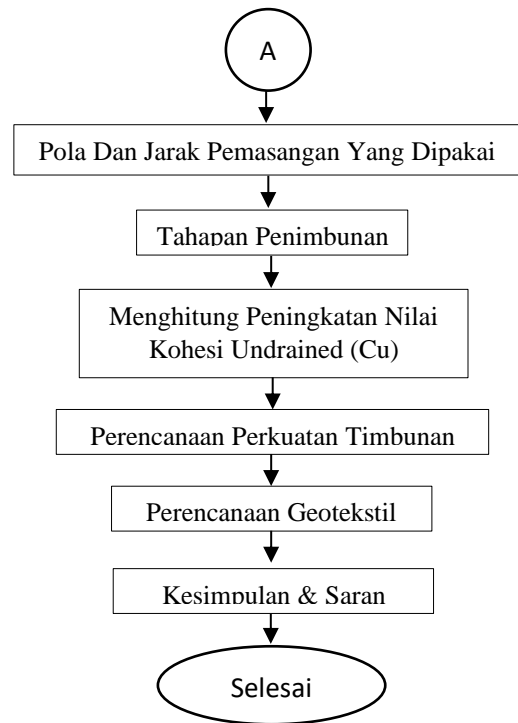 A
Pola Dan Jarak Pemasangan Yang Dipakai
Tahapan Penimbunan
Menghitung Peningkatan Nilai
Kohesi Undrained (Cu)
Perencanaan Perkuatan Timbunan
Perencanaan Geotekstil
Kesimpulan & Saran
Selesai